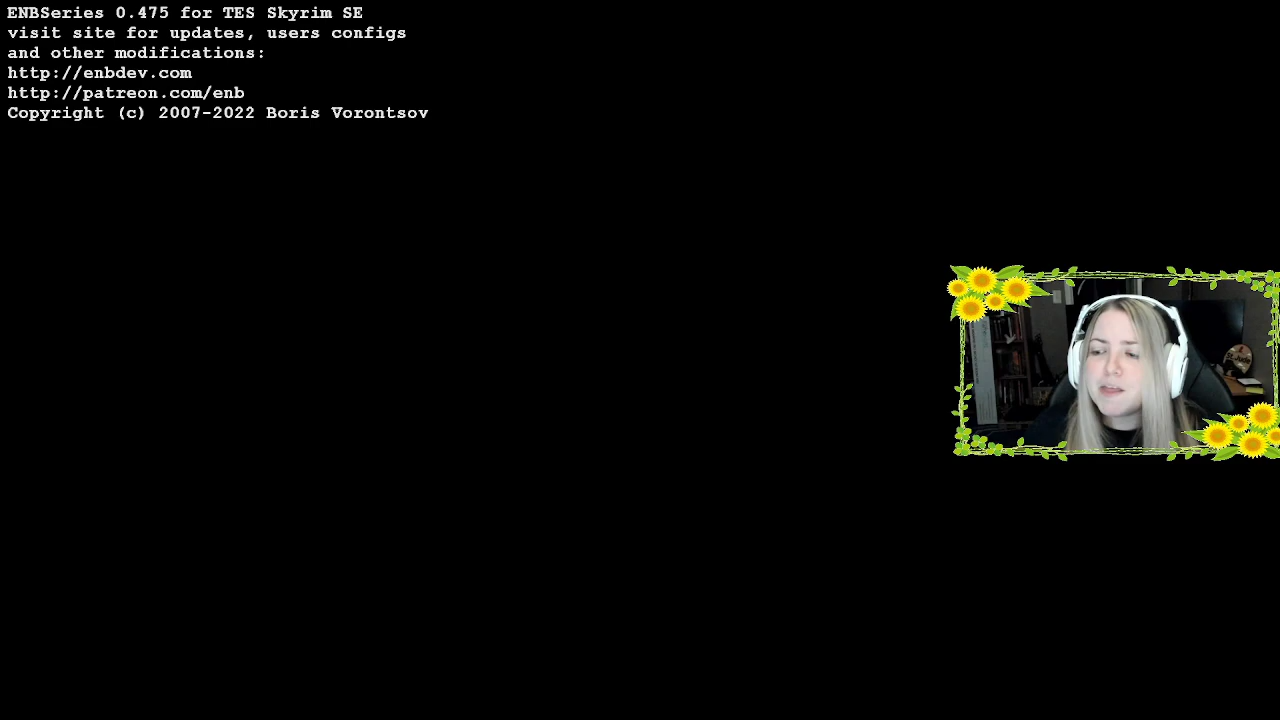 ENBSeries 0.475 for TES Skyrim SE
visit site for updates, users configs
and other modifications:
http://enbdev.com
http://patreon.com/enb
Copyright (c) 2007-2022 Boris Vorontsov